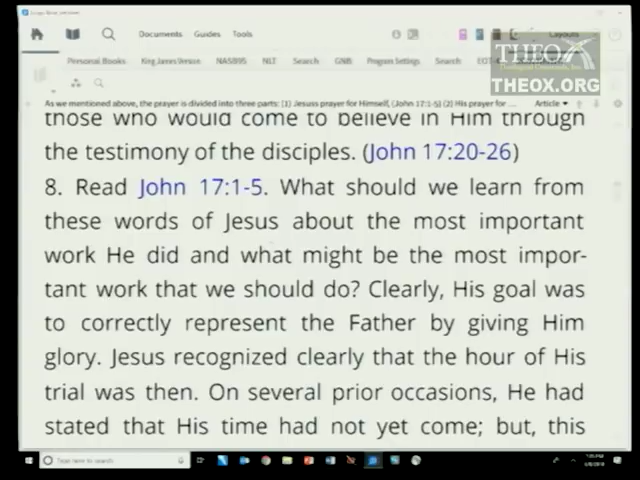 Documents Guides Tools
Layouts
THEOX
THEOX.ORG
Personal Books King James Version NASB95 NLT Search GNB Program Settings Search
As we mentioned above, the prayer is divided into three parts: (1) Jesus's prayer for Himself, (John 17:1-5) (2) His prayer for ... Article
those who would come to believe in Him through
the testimony of the disciples. (John 17:20-26)
8. Read John 17:1-5. What should we learn from
these words of Jesus about the most important
work He did and what might be the most impor-
tant work that we should do? Clearly, His goal was
to correctly represent the Father by giving Him
glory. Jesus recognized clearly that the hour of His
trial was then. On several prior occasions, He had
stated that His time had not yet come; but, this
Type here to search